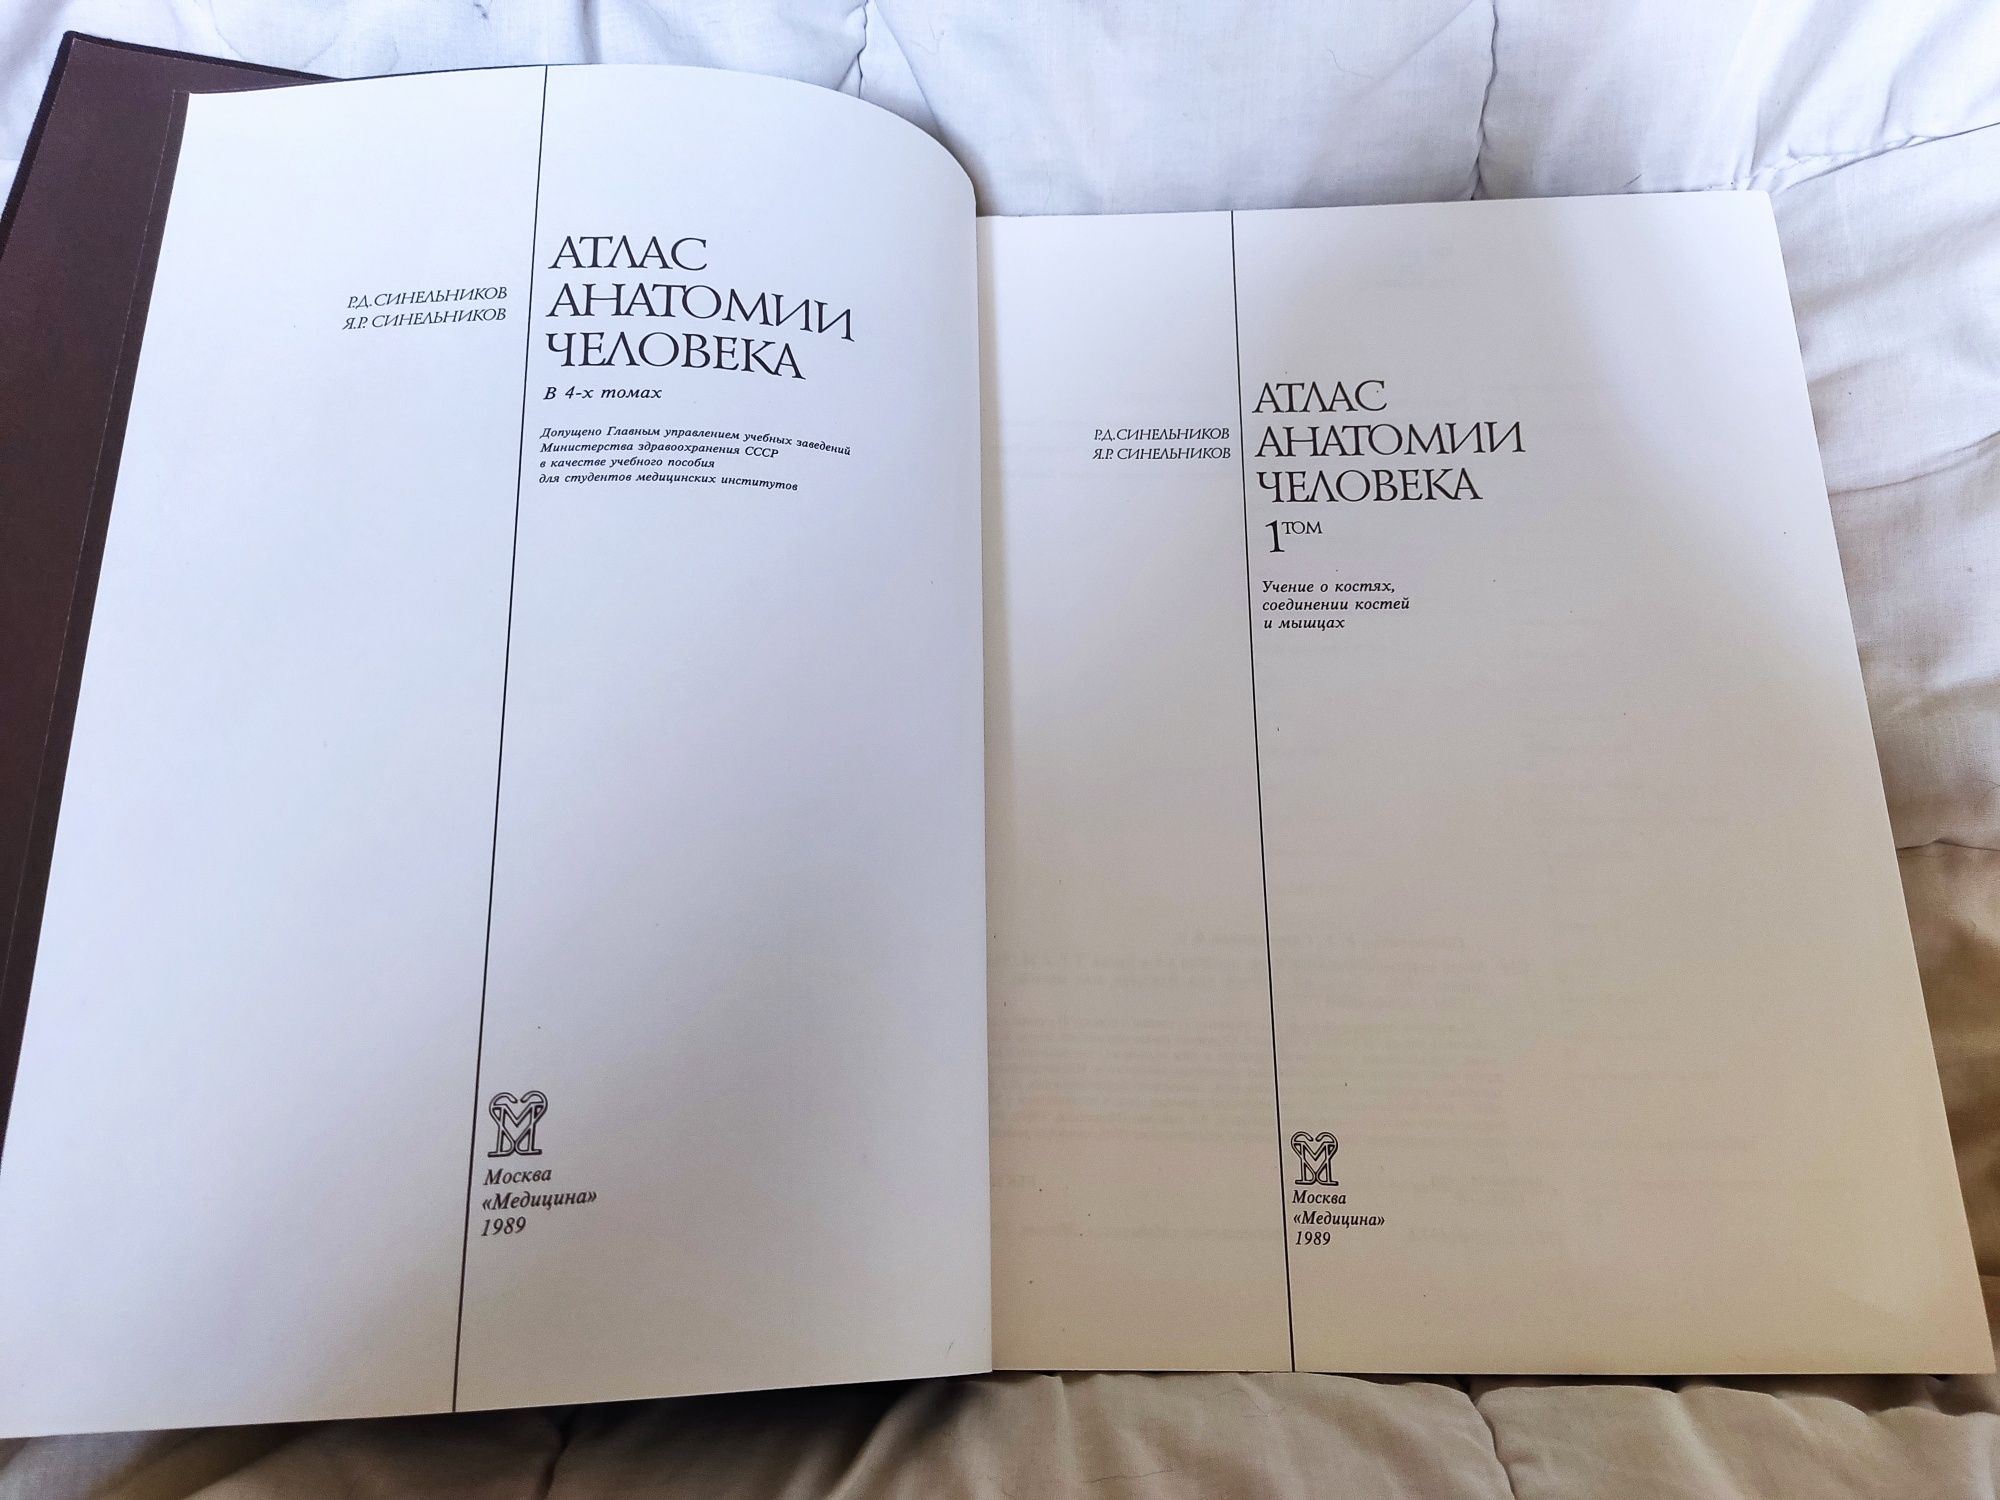 Р.Д. СИНЕЛЬНИКОВ
Я.Р. СИНЕЛЬНИКОВ
АТЛАС
АНАТОМИИ
ЧЕЛОВЕКА
В 4-х томах
Допущено Главным управлением учебных заведений
Министерства здравоохранения СССР
в качестве учебного пособия
для студентов медицинских институтов
Москва
«Медицина»
1989
Р.Д. СИНЕЛЬНИКОВ
Я.Р. СИНЕЛЬНИКОВ
АТЛАС
АНАТОМИИ
ЧЕЛОВЕКА
1 ТОМ
Учение о костях,
соединении костей
и мышцах
Москва
«Медицина»
1989